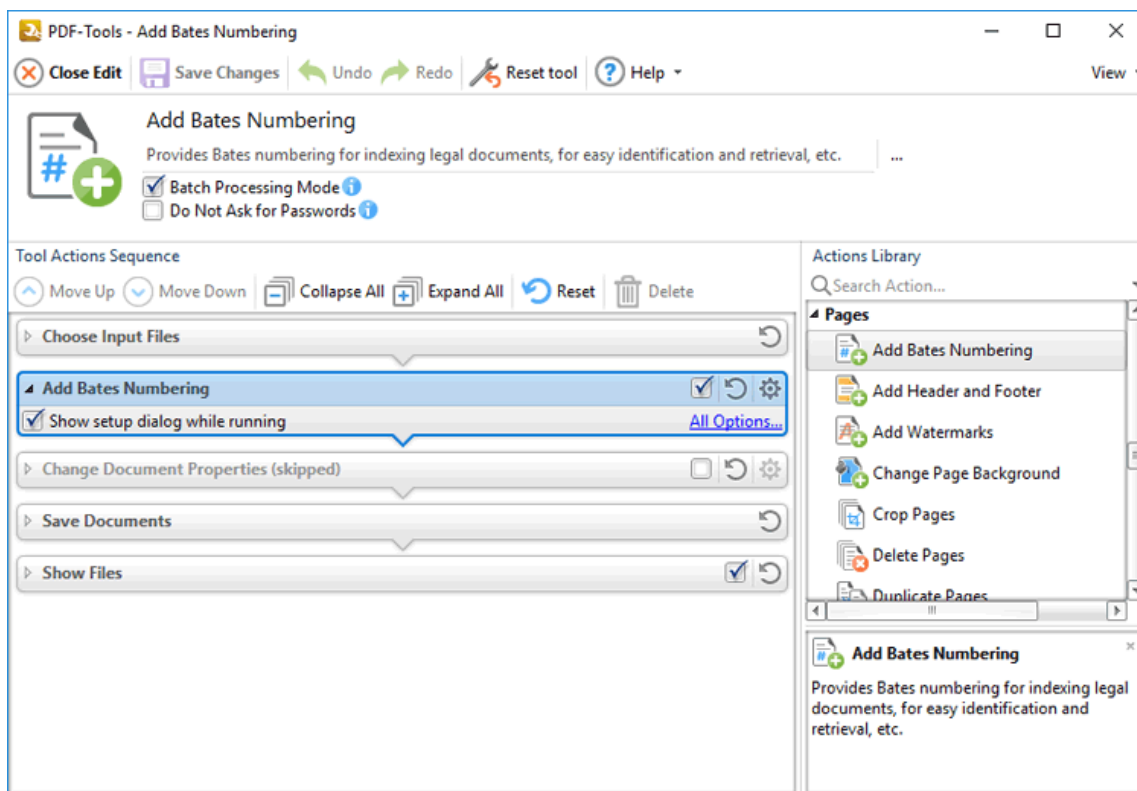 PDF-Tools - Add Bates Numbering
Close Edit Save Changes Undo Redo Reset tool ? Help View
Add Bates Numbering
Provides Bates numbering for indexing legal documents, for easy identification and retrieval, etc. ...
Batch Processing Mode
Do Not Ask for Passwords
Tool Actions Sequence
Move Up Move Down Collapse All Expand All Reset Delete
Choose Input Files
Add Bates Numbering
Show setup dialog while running All Options...
Change Document Properties (skipped)
Save Documents
Show Files
Actions Library
Search Action...
Pages
Add Bates Numbering
Add Header and Footer
Add Watermarks
Change Page Background
Crop Pages
Delete Pages
Duplicate Pages
Add Bates Numbering
Provides Bates numbering for indexing legal
documents, for easy identification and
retrieval, etc.